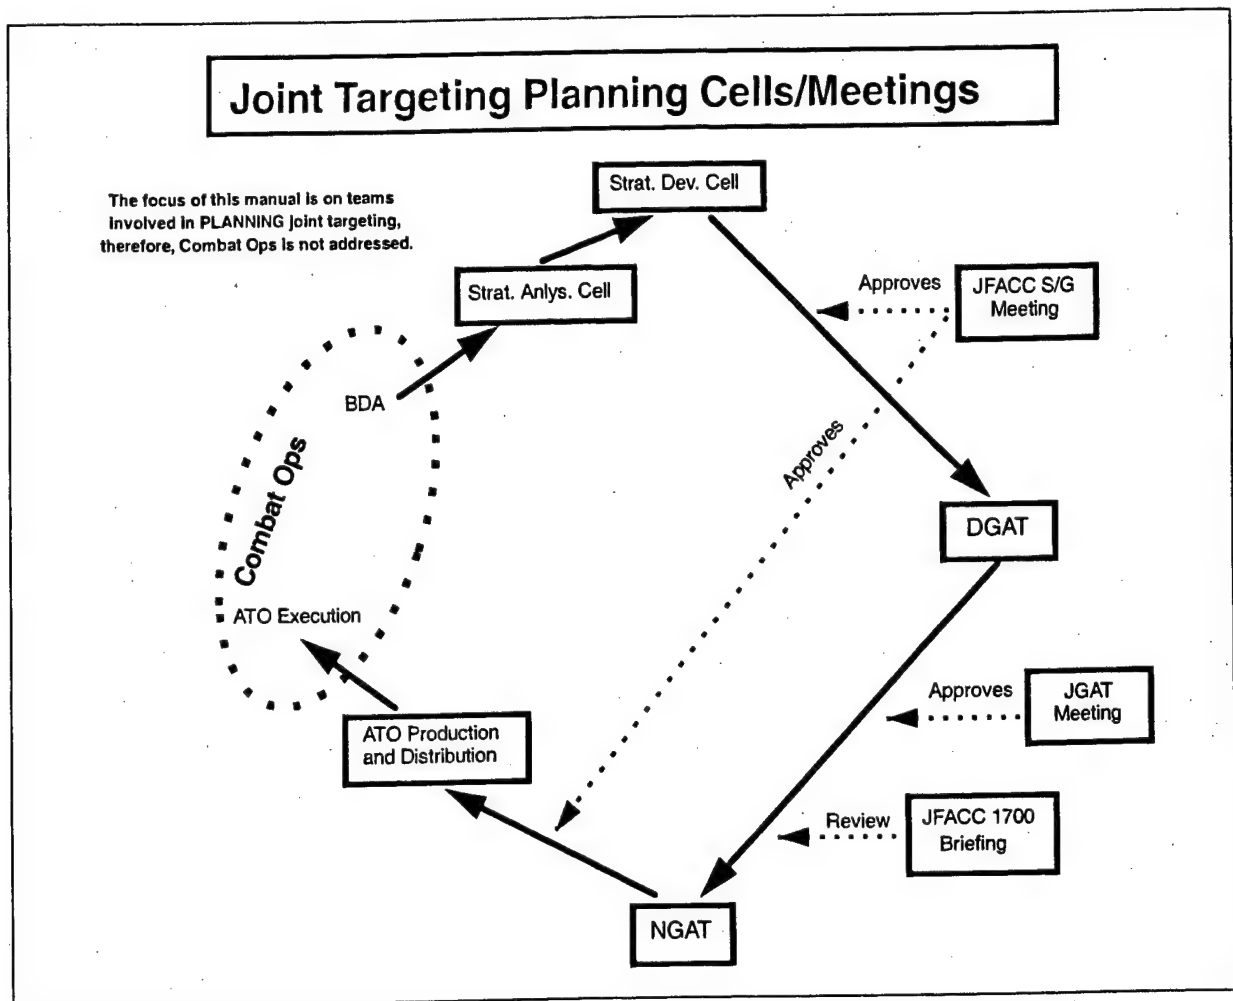 Joint Targeting Planning Cells/Meetings
The focus of this manual is on teams
involved in PLANNING joint targeting,
therefore, Combat Ops is not addressed.
Strat. Dev. Cell
Strat. Anlys. Cell
Approves
JFACC S/G
Meeting
BDA
Approves
Combat Ops
DGAT
ATO Execution
Approves
JGAT
Meeting
ATO Production
and Distribution
Review
JFACC 1700
Briefing
NGAT